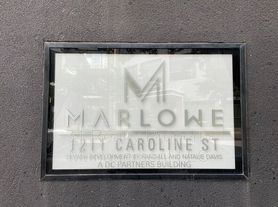 M
MARLOWE
1211 CAROLINE ST
DEVELOPMENT BY RANDALL AND NATALIE DAVIS
A DC PARTNERS BUILDING